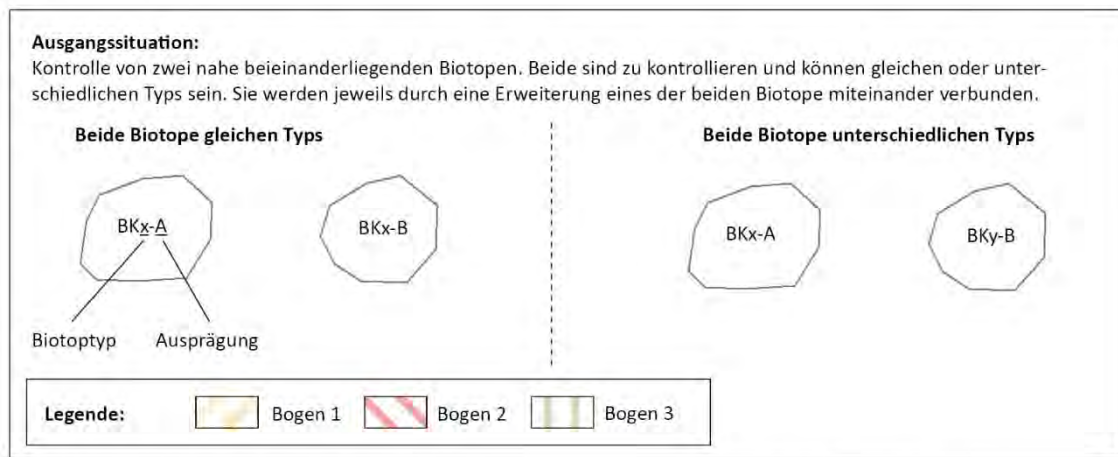 Ausgangssituation:
Kontrolle von zwei nahe beieinanderliegenden Biotopen. Beide sind zu kontrollieren und können gleichen oder unter-
schiedlichen Typs sein. Sie werden jeweils durch eine Erweiterung eines der beiden Biotope miteinander verbunden.
Beide Biotope gleichen Typs
Beide Biotope unterschiedlichen Typs
BKx-A
BKx-B
BKx-A
BKy-B
Biotoptyp
Ausprägung
Legende:
Bogen 1
Bogen 2
Bogen 3